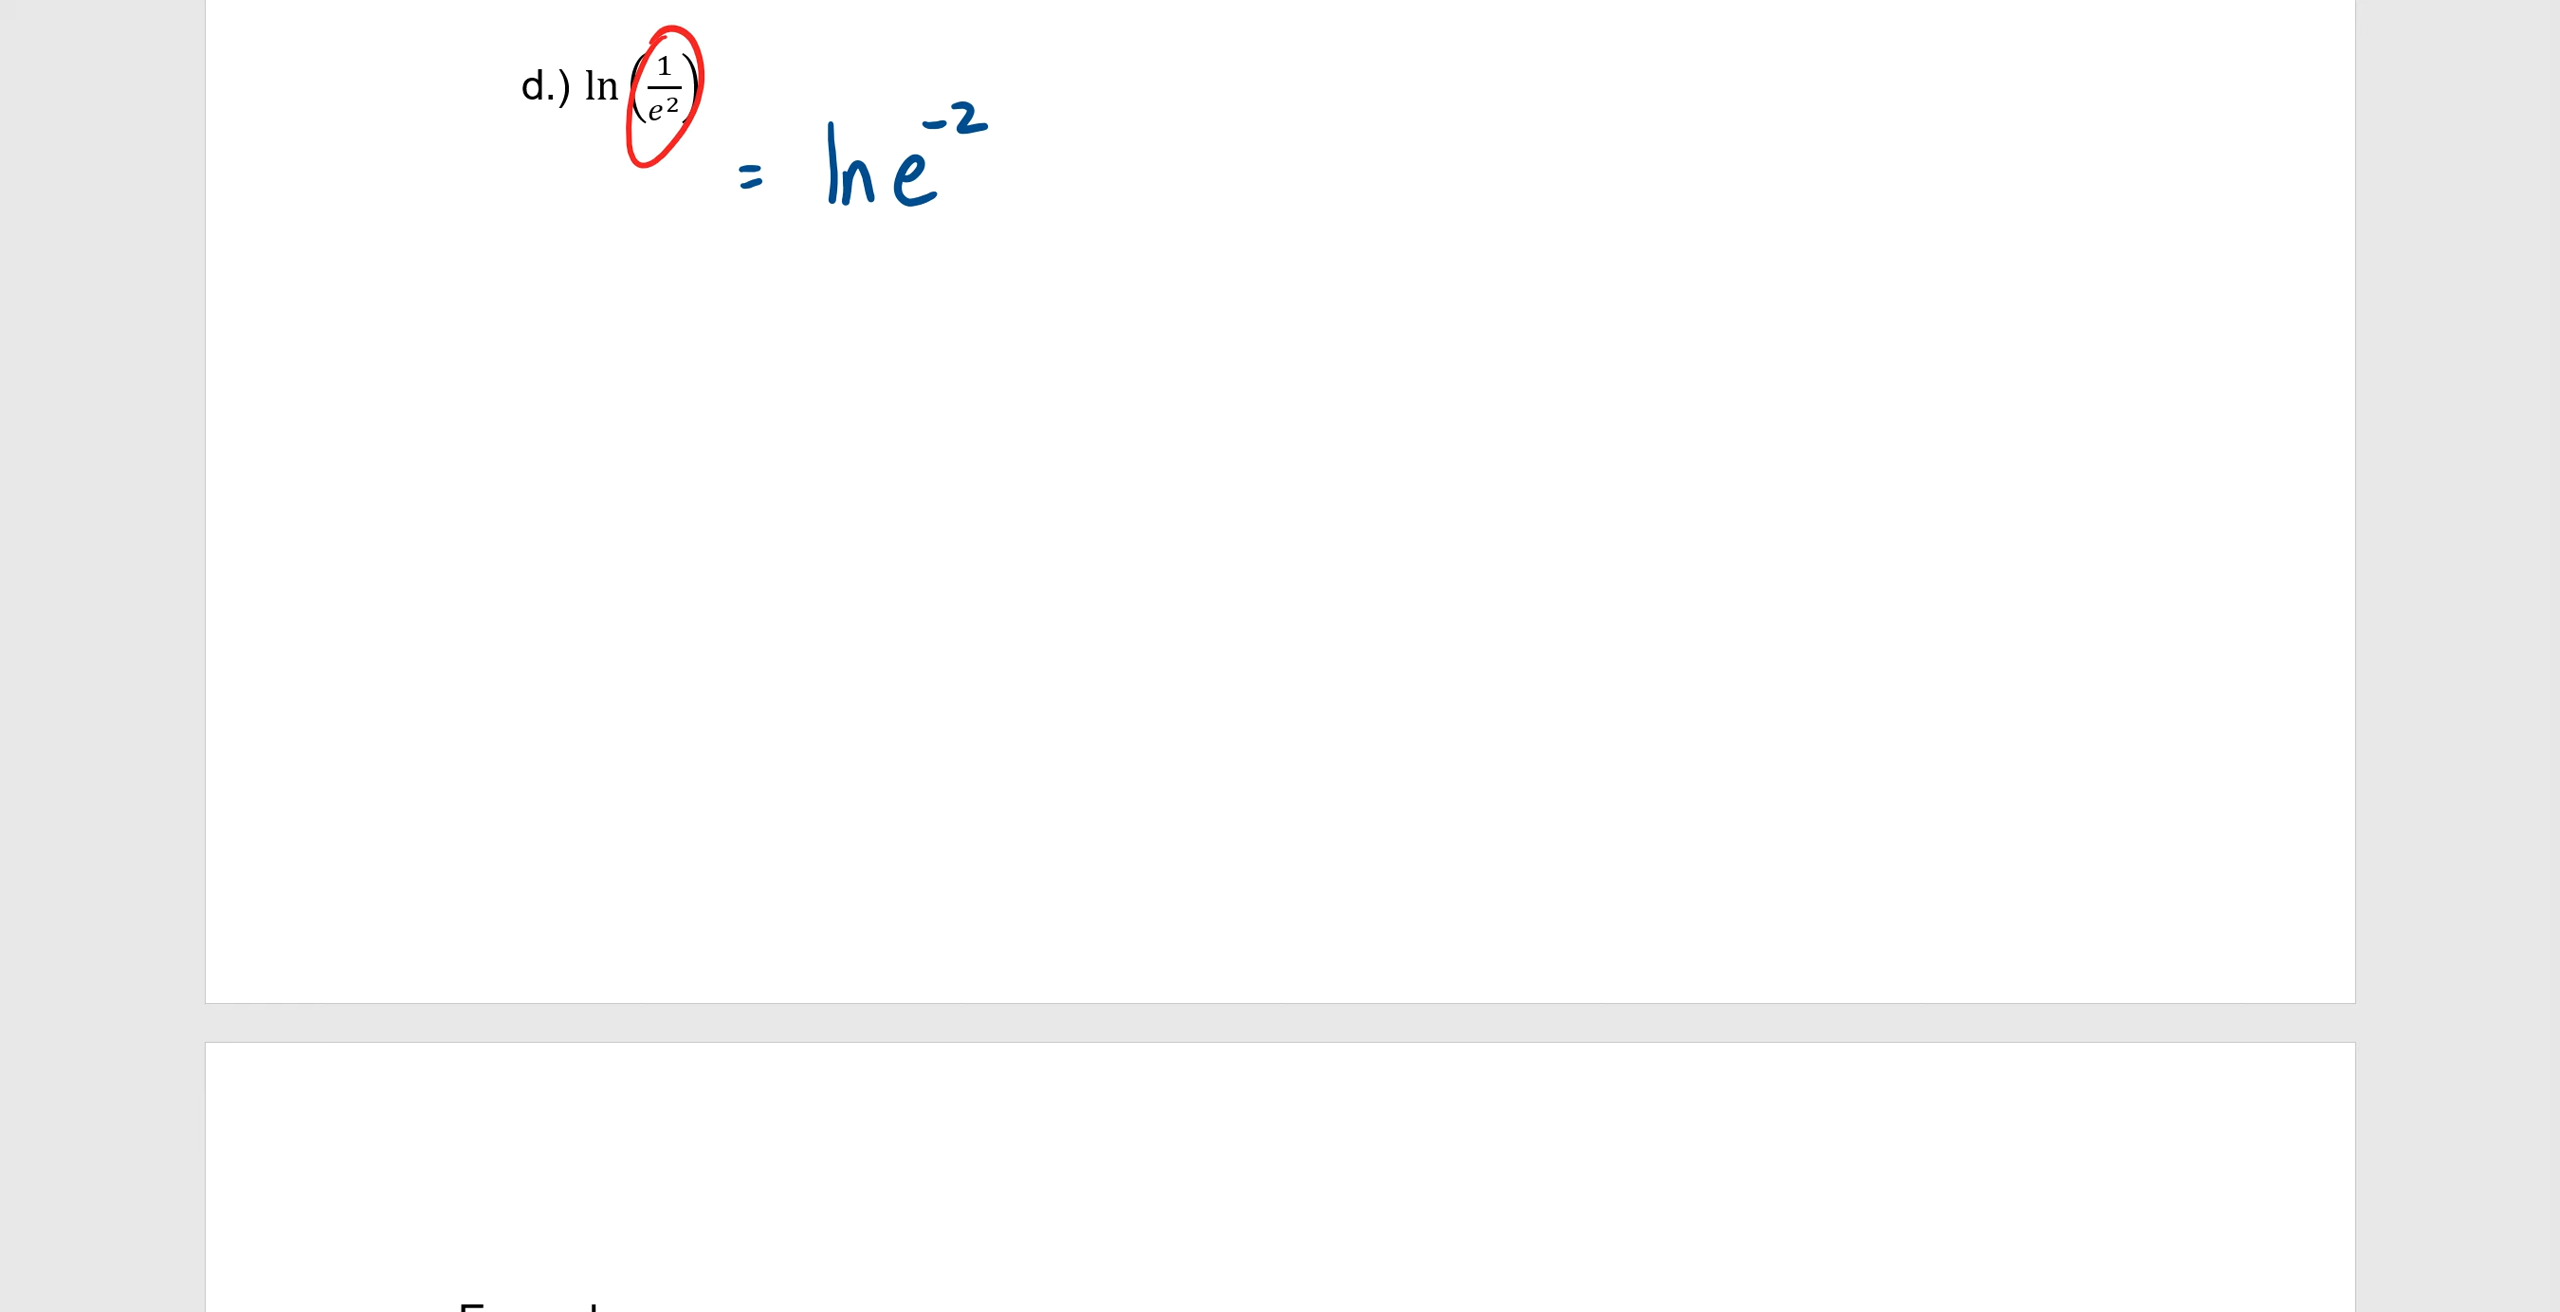 d.) ln (1/e²)
= ln e⁻²